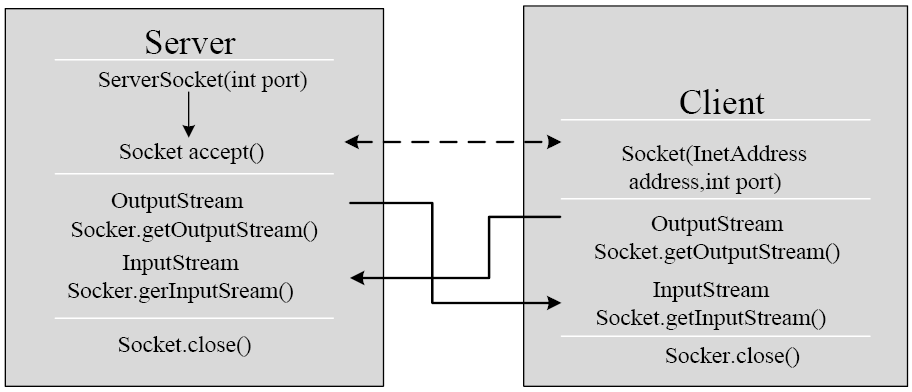 Server
ServerSocket(int port)
Socket accept()
OutputStream
Socker.getOutputStream()
InputStream
Socker.gerInputSream()
Socket.close()
Client
Socket(InetAddress
address,int port)
OutputStream
Socket.getOutputStream()
InputStream
Socket.getInputStream()
Socker.close()